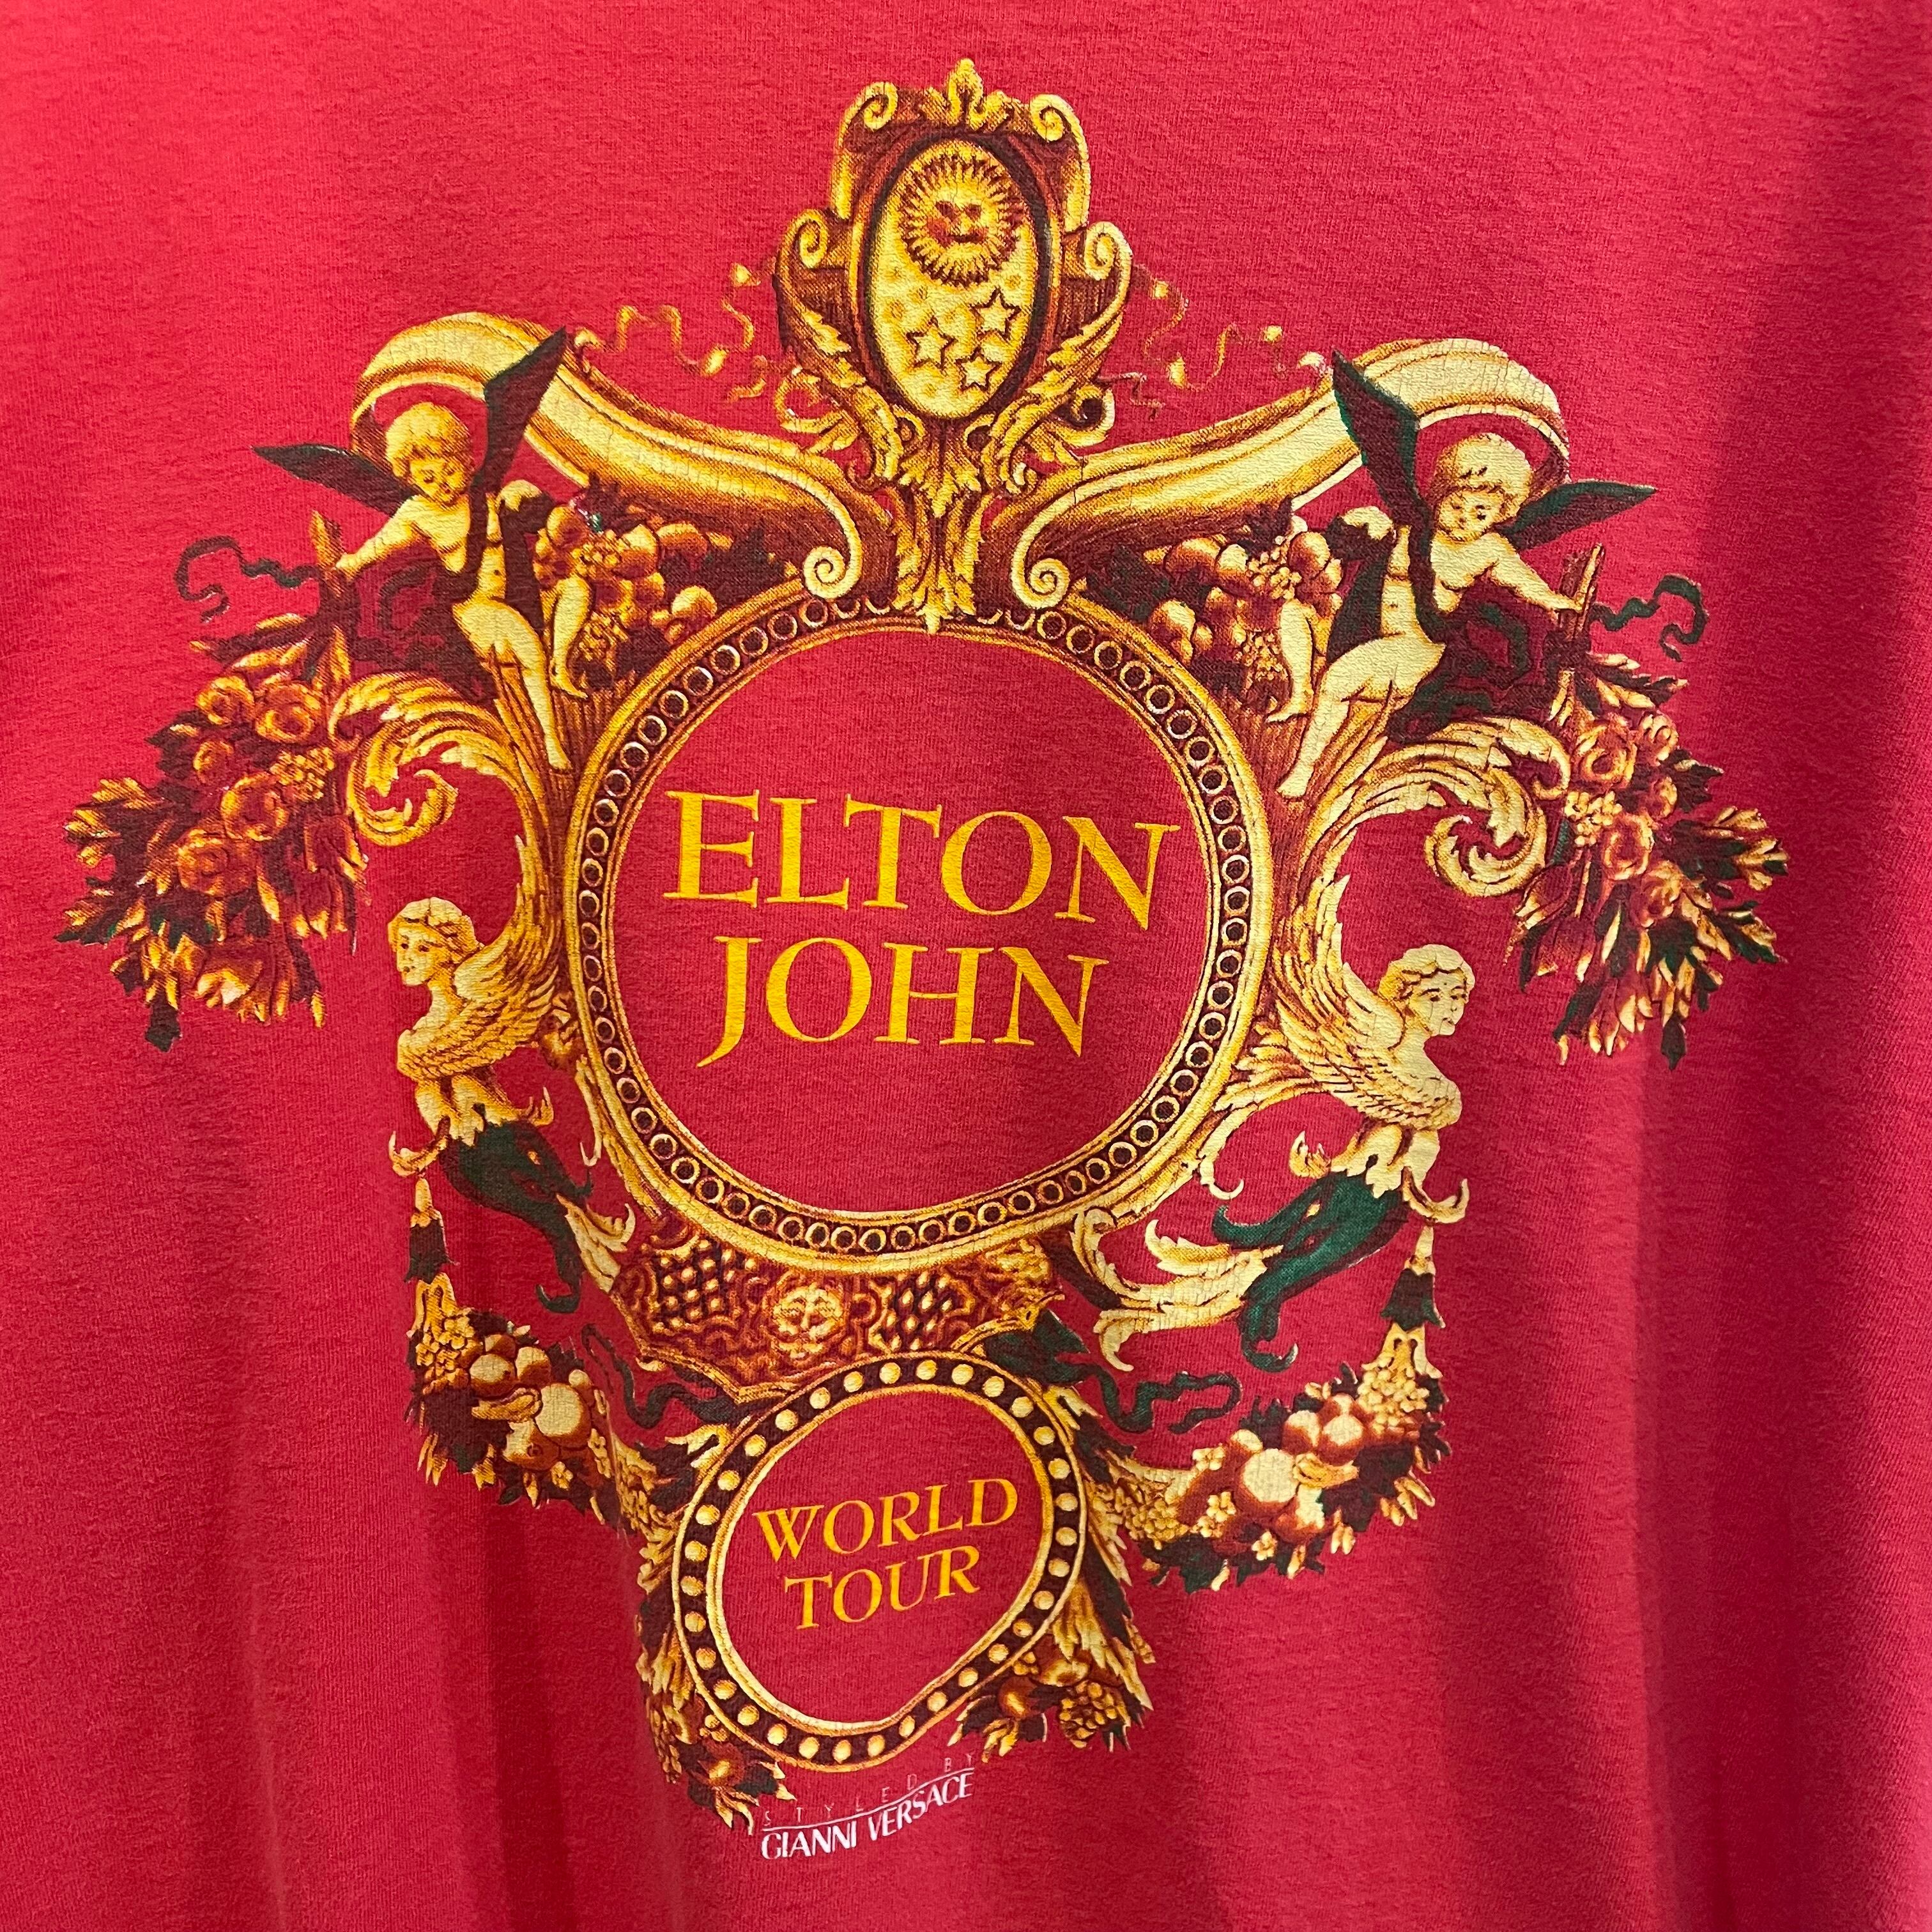 ELTON
JOHN
WORLD
TOUR
STYLED BY
GIANNI VERSACE